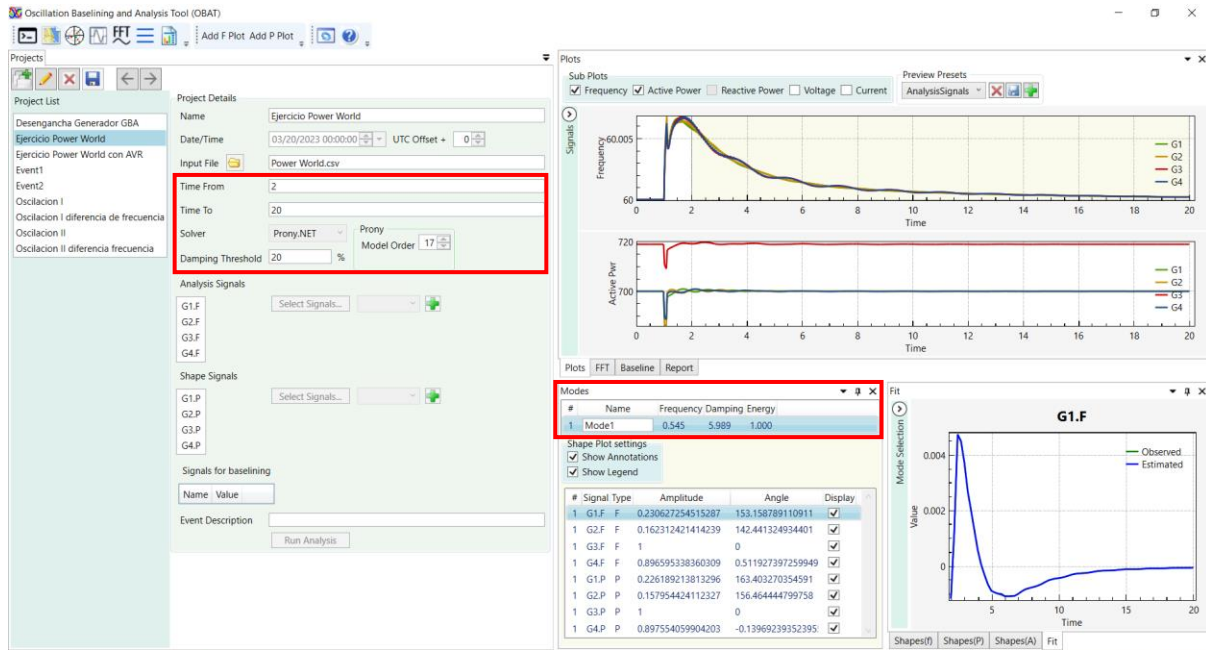 Oscillation Baselining and Analysis Tool (OBAT)
FFT Add F Plot Add P Plot
Projects
Project List
Desengancha Generador GBA
Ejercicio Power World
Ejericio Power World con AVR
Event1
Event2
Oscilacion I
Oscilacion I diferencia de frecuencia
Oscilacion II
Oscilacion II diferencia frecuencia
Project Details
Name Ejercicio Power World
Date/Time 03/20/2023 00:00:00 UTC Offset + 0
Input File Power World.csv
Time From 2
Time To 20
Solver Prony.NET Prony
Model Order 17
Damping Threshold 20 %
Analysis Signals
G1.F
G2.F
G3.F
G4.F
Select Signals...
Shape Signals
G1.P
G2.P
G3.P
G4.P
Select Signals...
Signals for baselining
Name Value
Event Description
Run Analysis
Plots
Sub Plots
Frequency Active Power Reactive Power Voltage Current
Preview Presets
AnalysisSignals
Signals
Frequency
60.005
60
G1
G2
G3
G4
0 2 4 6 8 10 12 14 16 18 20
Time
Active Pwr
720
700
G1
G2
G3
G4
0 2 4 6 8 10 12 14 16 18 20
Time
Plots FFT Baseline Report
Modes
# Name Frequency Damping Energy
1 Mode1 0.545 5.989 1.000
Shape Plot settings
Show Annotations
Show Legend
# Signal Type Amplitude Angle Display
1 G1.F F 0.230627254515287 153.158789110911
1 G2.F F 0.162312421414239 142.441324934401
1 G3.F F 1 0
1 G4.F F 0.896595338360309 0.511927397259949
1 G1.P P 0.226189213813296 163.403270354591
1 G2.P P 0.157954424112327 156.464444799758
1 G3.P P 1 0
1 G4.P P 0.897554059904203 -0.13969239352395
Fit
Mode Selection
G1.F
Observed
Estimated
Value
0.004
0.002
0
5 10 15 20
Time
Shapes(f) Shapes(P) Shapes(A) Fit